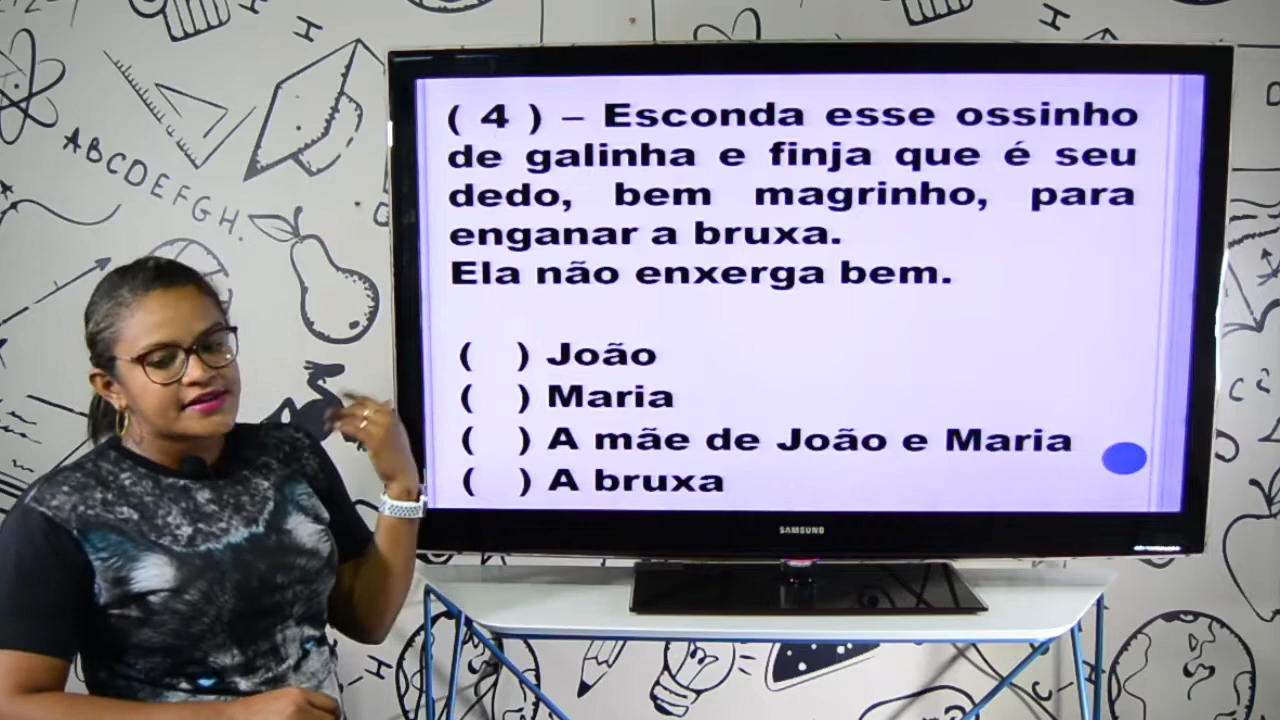 ( 4 ) – Esconda esse ossinho
de galinha e finja que é seu
dedo, bem magrinho, para
enganar a bruxa.
Ela não enxerga bem.
( ) João
( ) Maria
( ) A mãe de João e Maria
( ) A bruxa
SAMSUNG
ABCDEFGH.
H
H
H